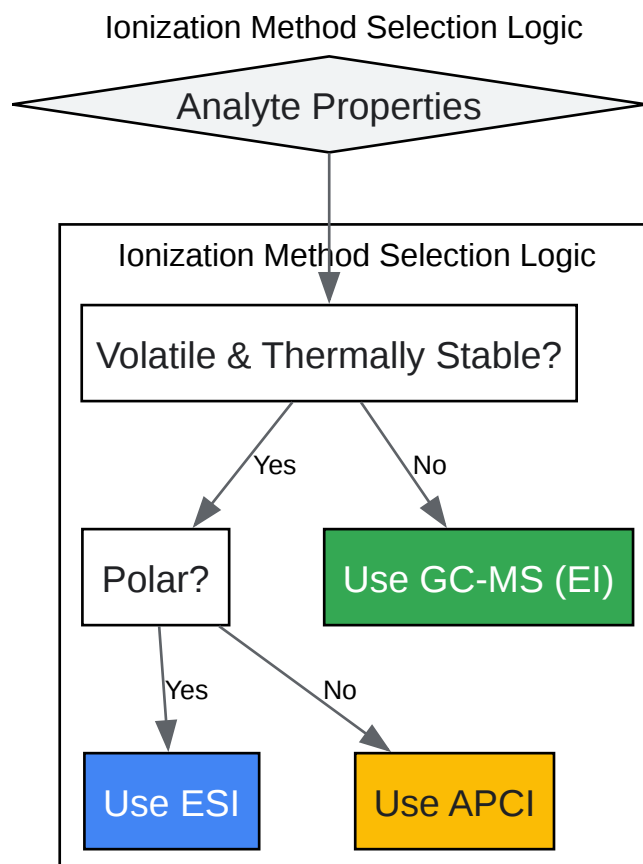 Ionization Method Selection Logic
Analyte Properties
Ionization Method Selection Logic
Volatile & Thermally Stable?
Yes
No
Polar?
Use GC-MS (EI)
Yes
No
Use ESI
Use APCI